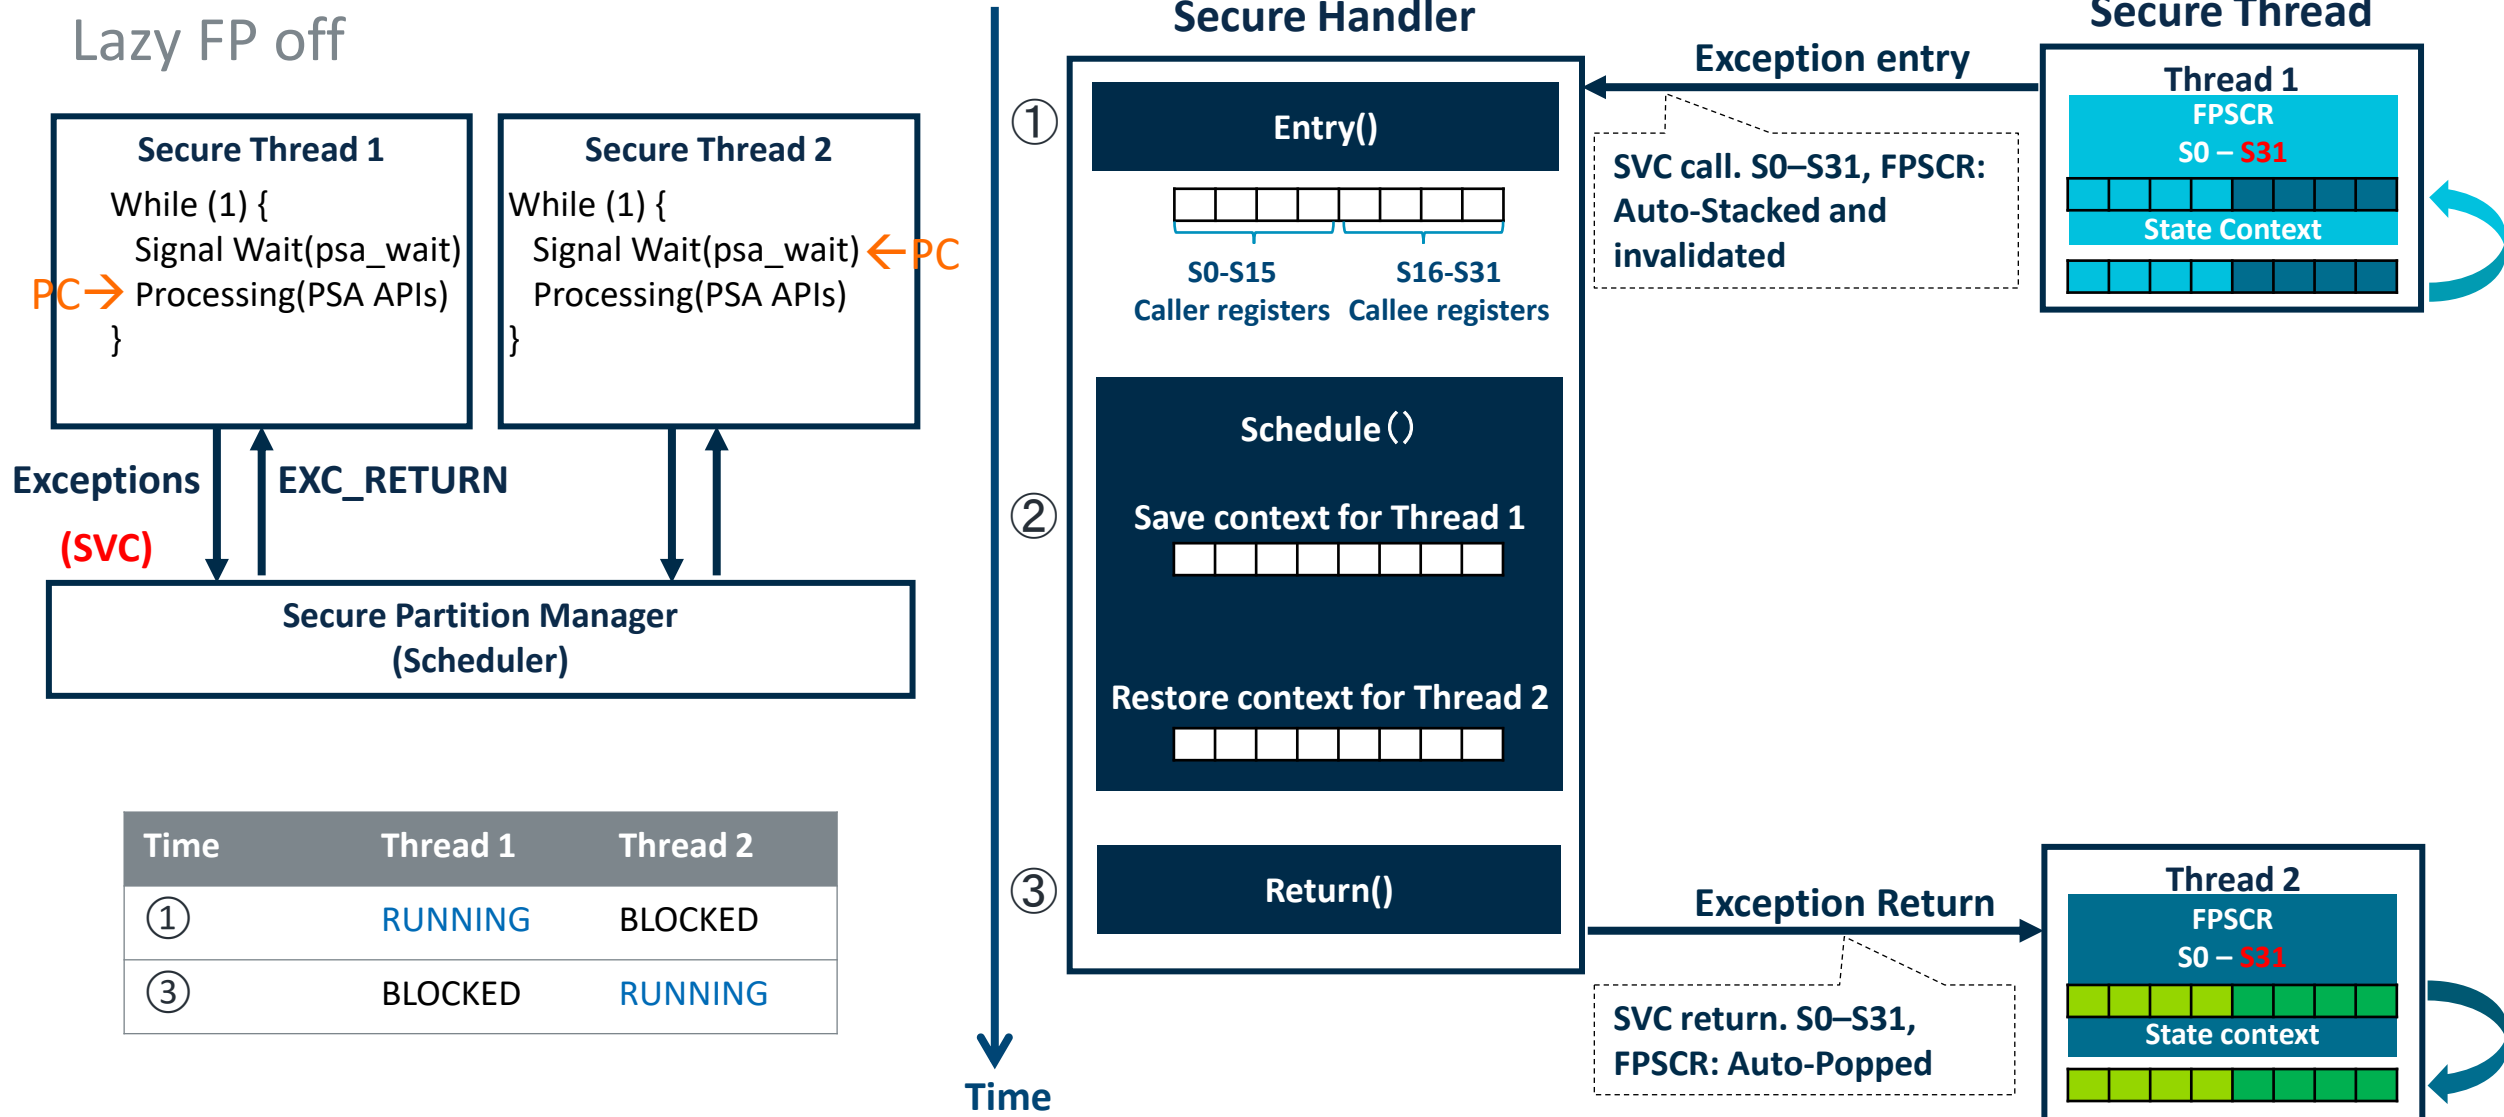 Lazy FP off
Secure Thread 1
While (1) {
Signal Wait(psa_wait)
PC→ Processing(PSA APIs)
}
Secure Thread 2
While (1) {
Signal Wait(psa_wait) ←PC
Processing(PSA APIs)
}
Exceptions
(SVC)
EXC_RETURN
Secure Partition Manager
(Scheduler)
Time Thread 1 Thread 2
① RUNNING BLOCKED
③ BLOCKED RUNNING
Time
Secure Handler
①
Entry()
S0-S15
Caller registers
S16-S31
Callee registers
②
Schedule()
Save context for Thread 1
Restore context for Thread 2
③
Return()
Exception entry
SVC call. S0–S31, FPSCR:
Auto-Stacked and
invalidated
Secure Thread
Thread 1
FPSCR
S0 – S31
State Context
Exception Return
SVC return. S0–S31,
FPSCR: Auto-Popped
Thread 2
FPSCR
S0 – S31
State context